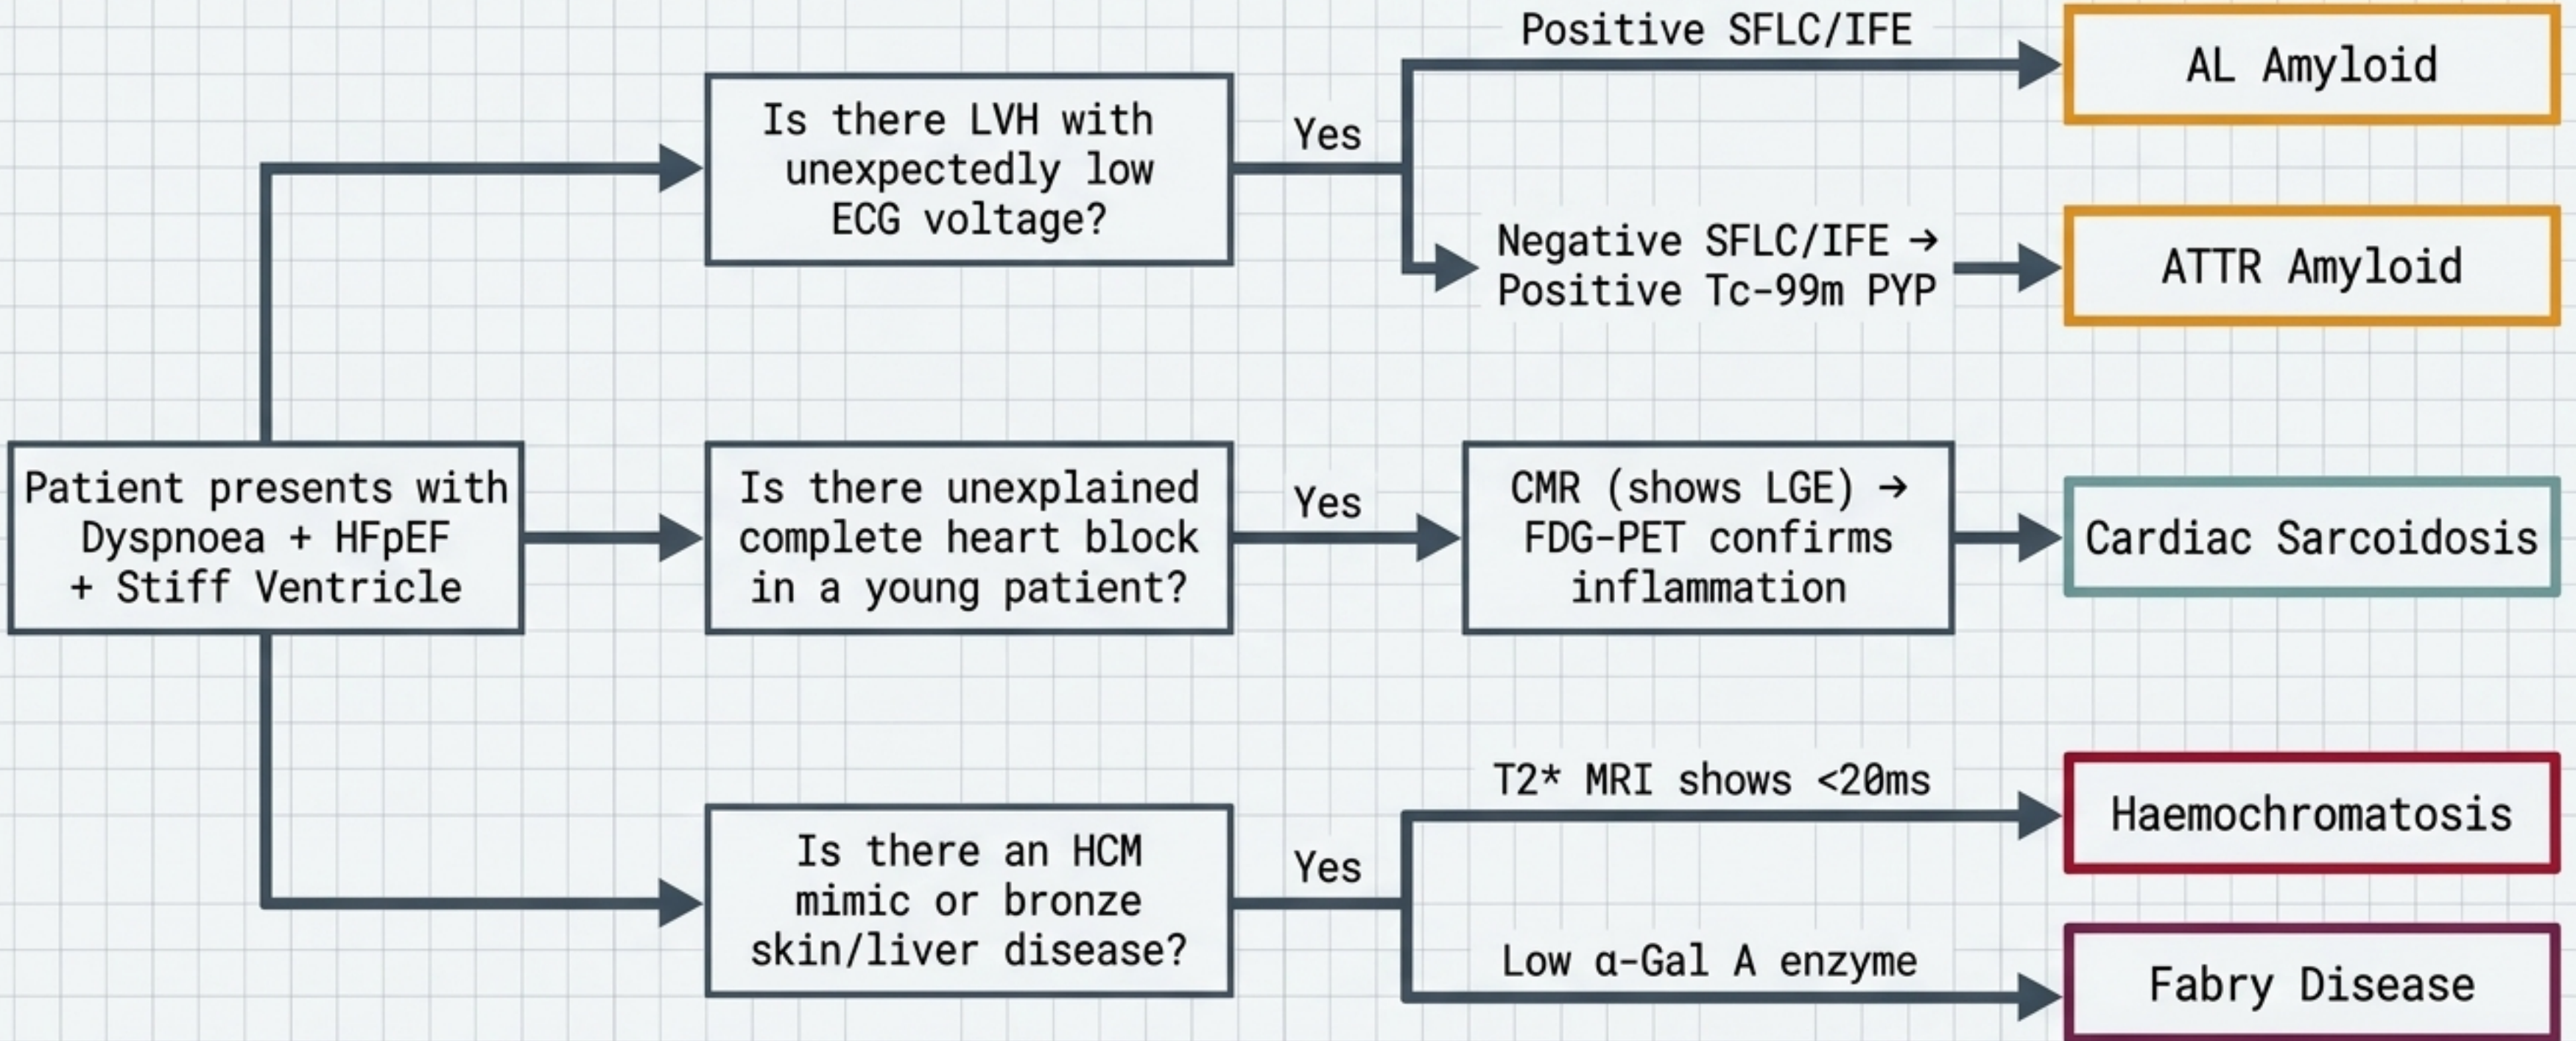 Patient presents with
Dyspnoea + HFpEF
+ Stiff Ventricle
Is there LVH with
unexpectedly low
ECG voltage?
Yes
Positive SFLC/IFE
AL Amyloid
Negative SFLC/IFE →
Positive Tc-99m PYP
ATTR Amyloid
Is there unexplained
complete heart block
in a young patient?
Yes
CMR (shows LGE) →
FDG-PET confirms
inflammation
Cardiac Sarcoidosis
Is there an HCM
mimic or bronze
skin/liver disease?
Yes
T2* MRI shows <20ms
Haemochromatosis
Low α-Gal A enzyme
Fabry Disease